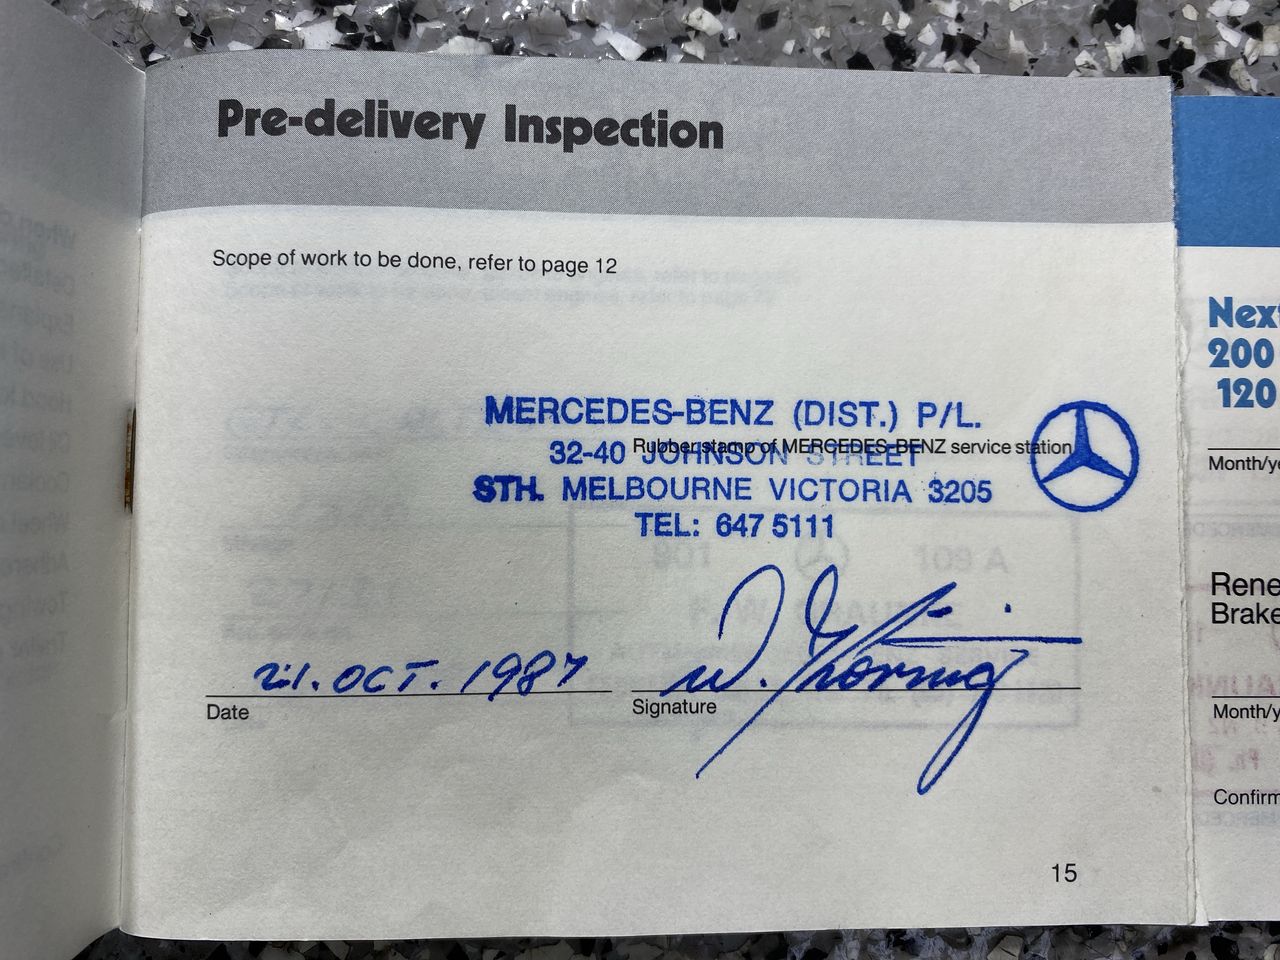 Pre-delivery Inspection
Scope of work to be done, refer to page 12
MERCEDES-BENZ (DIST.) P/L.
Rubber stamp of MERCEDES-BENZ service station
32-40 JOHNSON STREET
STH. MELBOURNE VICTORIA 3205
TEL: 647 5111
21. OCT. 1987
Date
Signature
15
Next
200
120
Month/ye
Rene
Brake
Month/y
Confirm